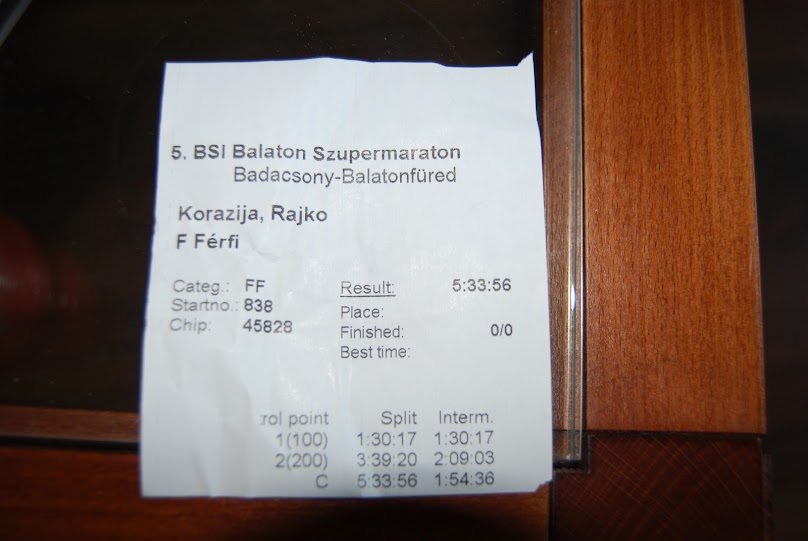 5. BSI Balaton Szupermaraton
Badacsony-Balatonfüred
Korazija, Rajko
F Férfi
Categ.: FF
Startno.: 838
Chip: 45828
Result: 5:33:56
Place:
Finished: 0/0
Best time:
rol point Split Interm.
1(100) 1:30:17 1:30:17
2(200) 3:39:20 2:09:03
C 5:33:56 1:54:36